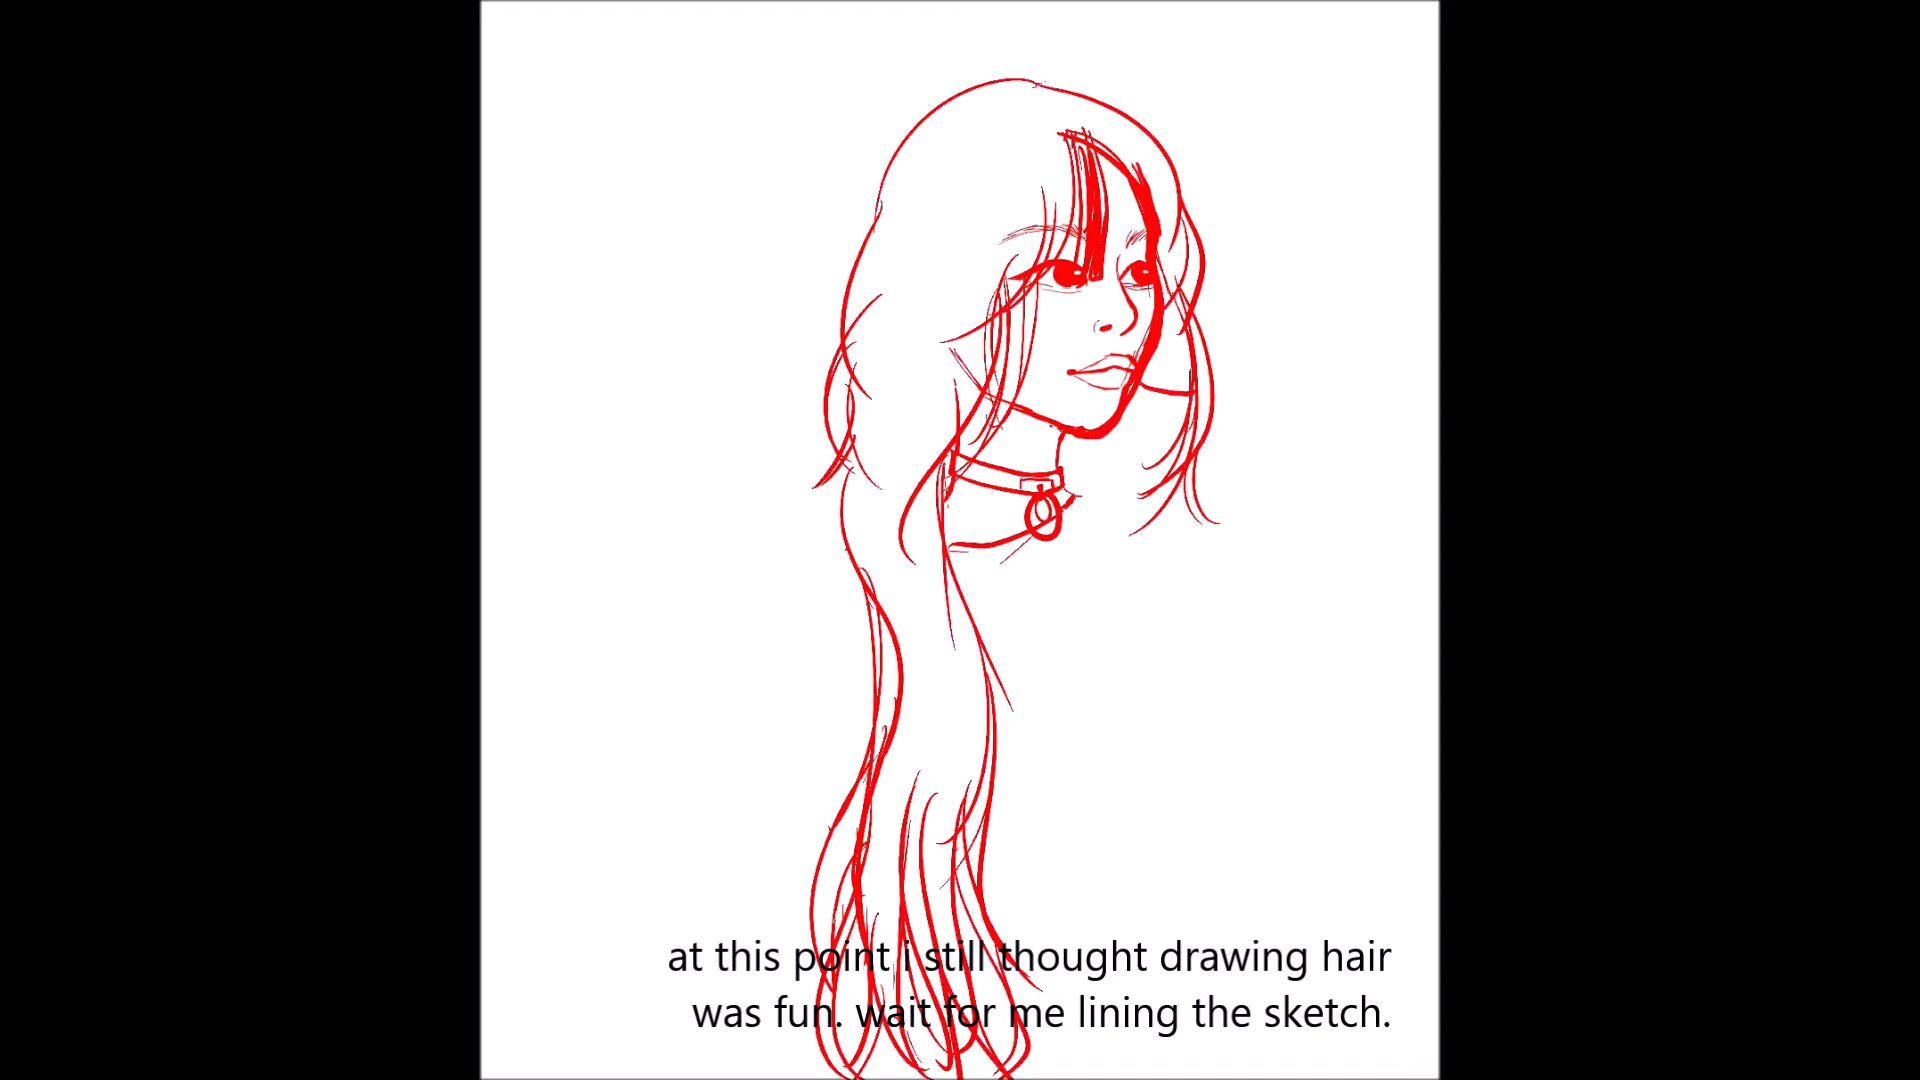 at this point i still thought drawing hair
was fun. wait for me lining the sketch.